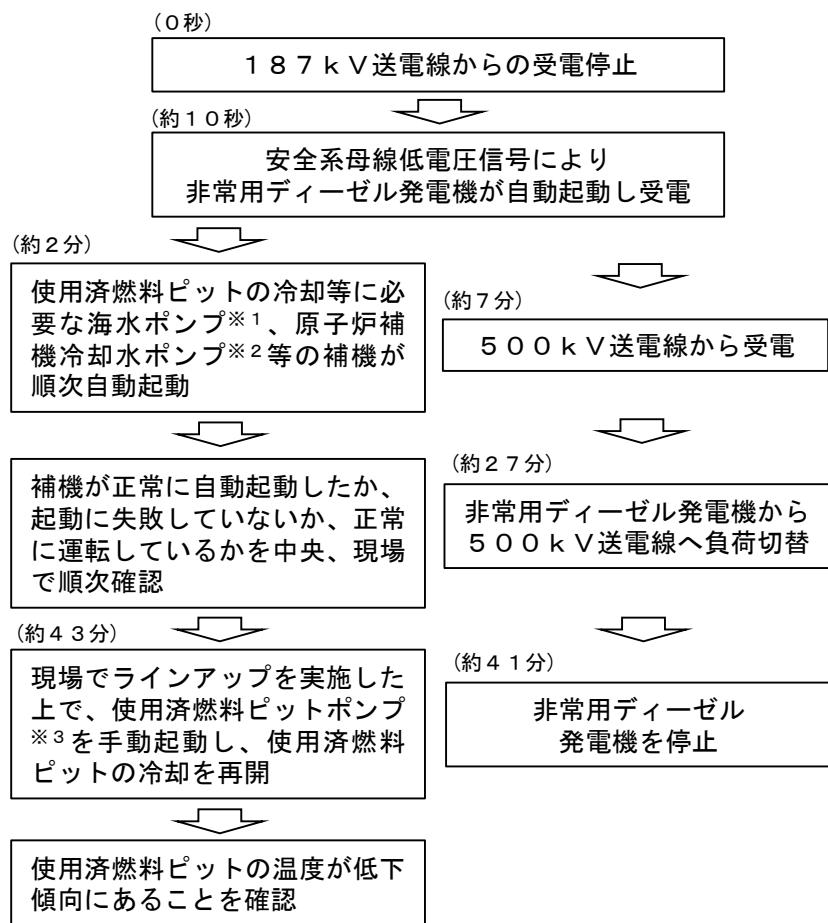 (0秒)
187kV送電線からの受電停止
(約10秒)
安全系母線低電圧信号により
非常用ディーゼル発電機が自動起動し受電
(約2分)
使用済燃料ピットの冷却等に必
要な海水ポンプ※1、原子炉補
機冷却水ポンプ※2等の補機が
順次自動起動
補機が正常に自動起動したか、
起動に失敗していないか、正常
に運転しているかを中央、現場
で順次確認
(約43分)
現場でラインアップを実施した
上で、使用済燃料ピットポンプ
※3を手動起動し、使用済燃料
ピットの冷却を再開
使用済燃料ピットの温度が低下
傾向にあることを確認
(約7分)
500kV送電線から受電
(約27分)
非常用ディーゼル発電機から
500kV送電線へ負荷切替
(約41分)
非常用ディーゼル
発電機を停止